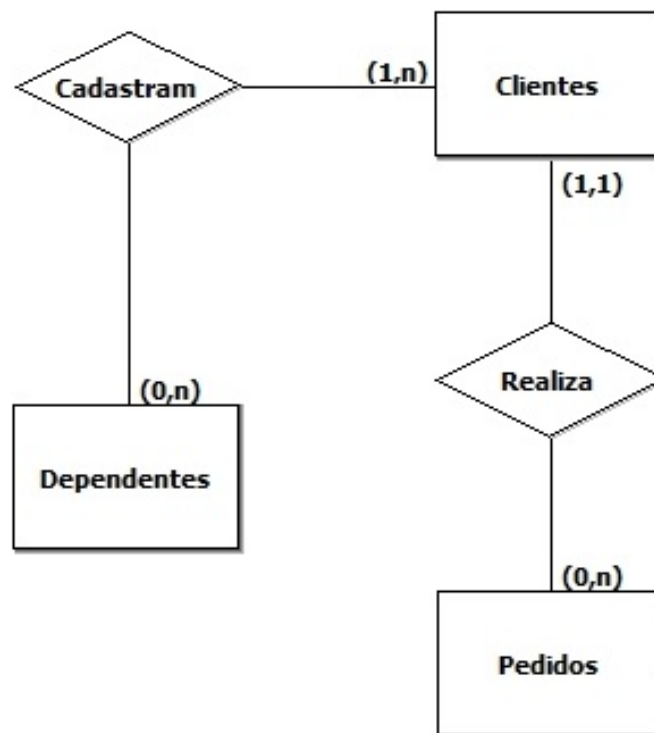 Cadastram
(1,n)
Clientes
(1,1)
Realiza
(0,n)
Dependentes
(0,n)
Pedidos